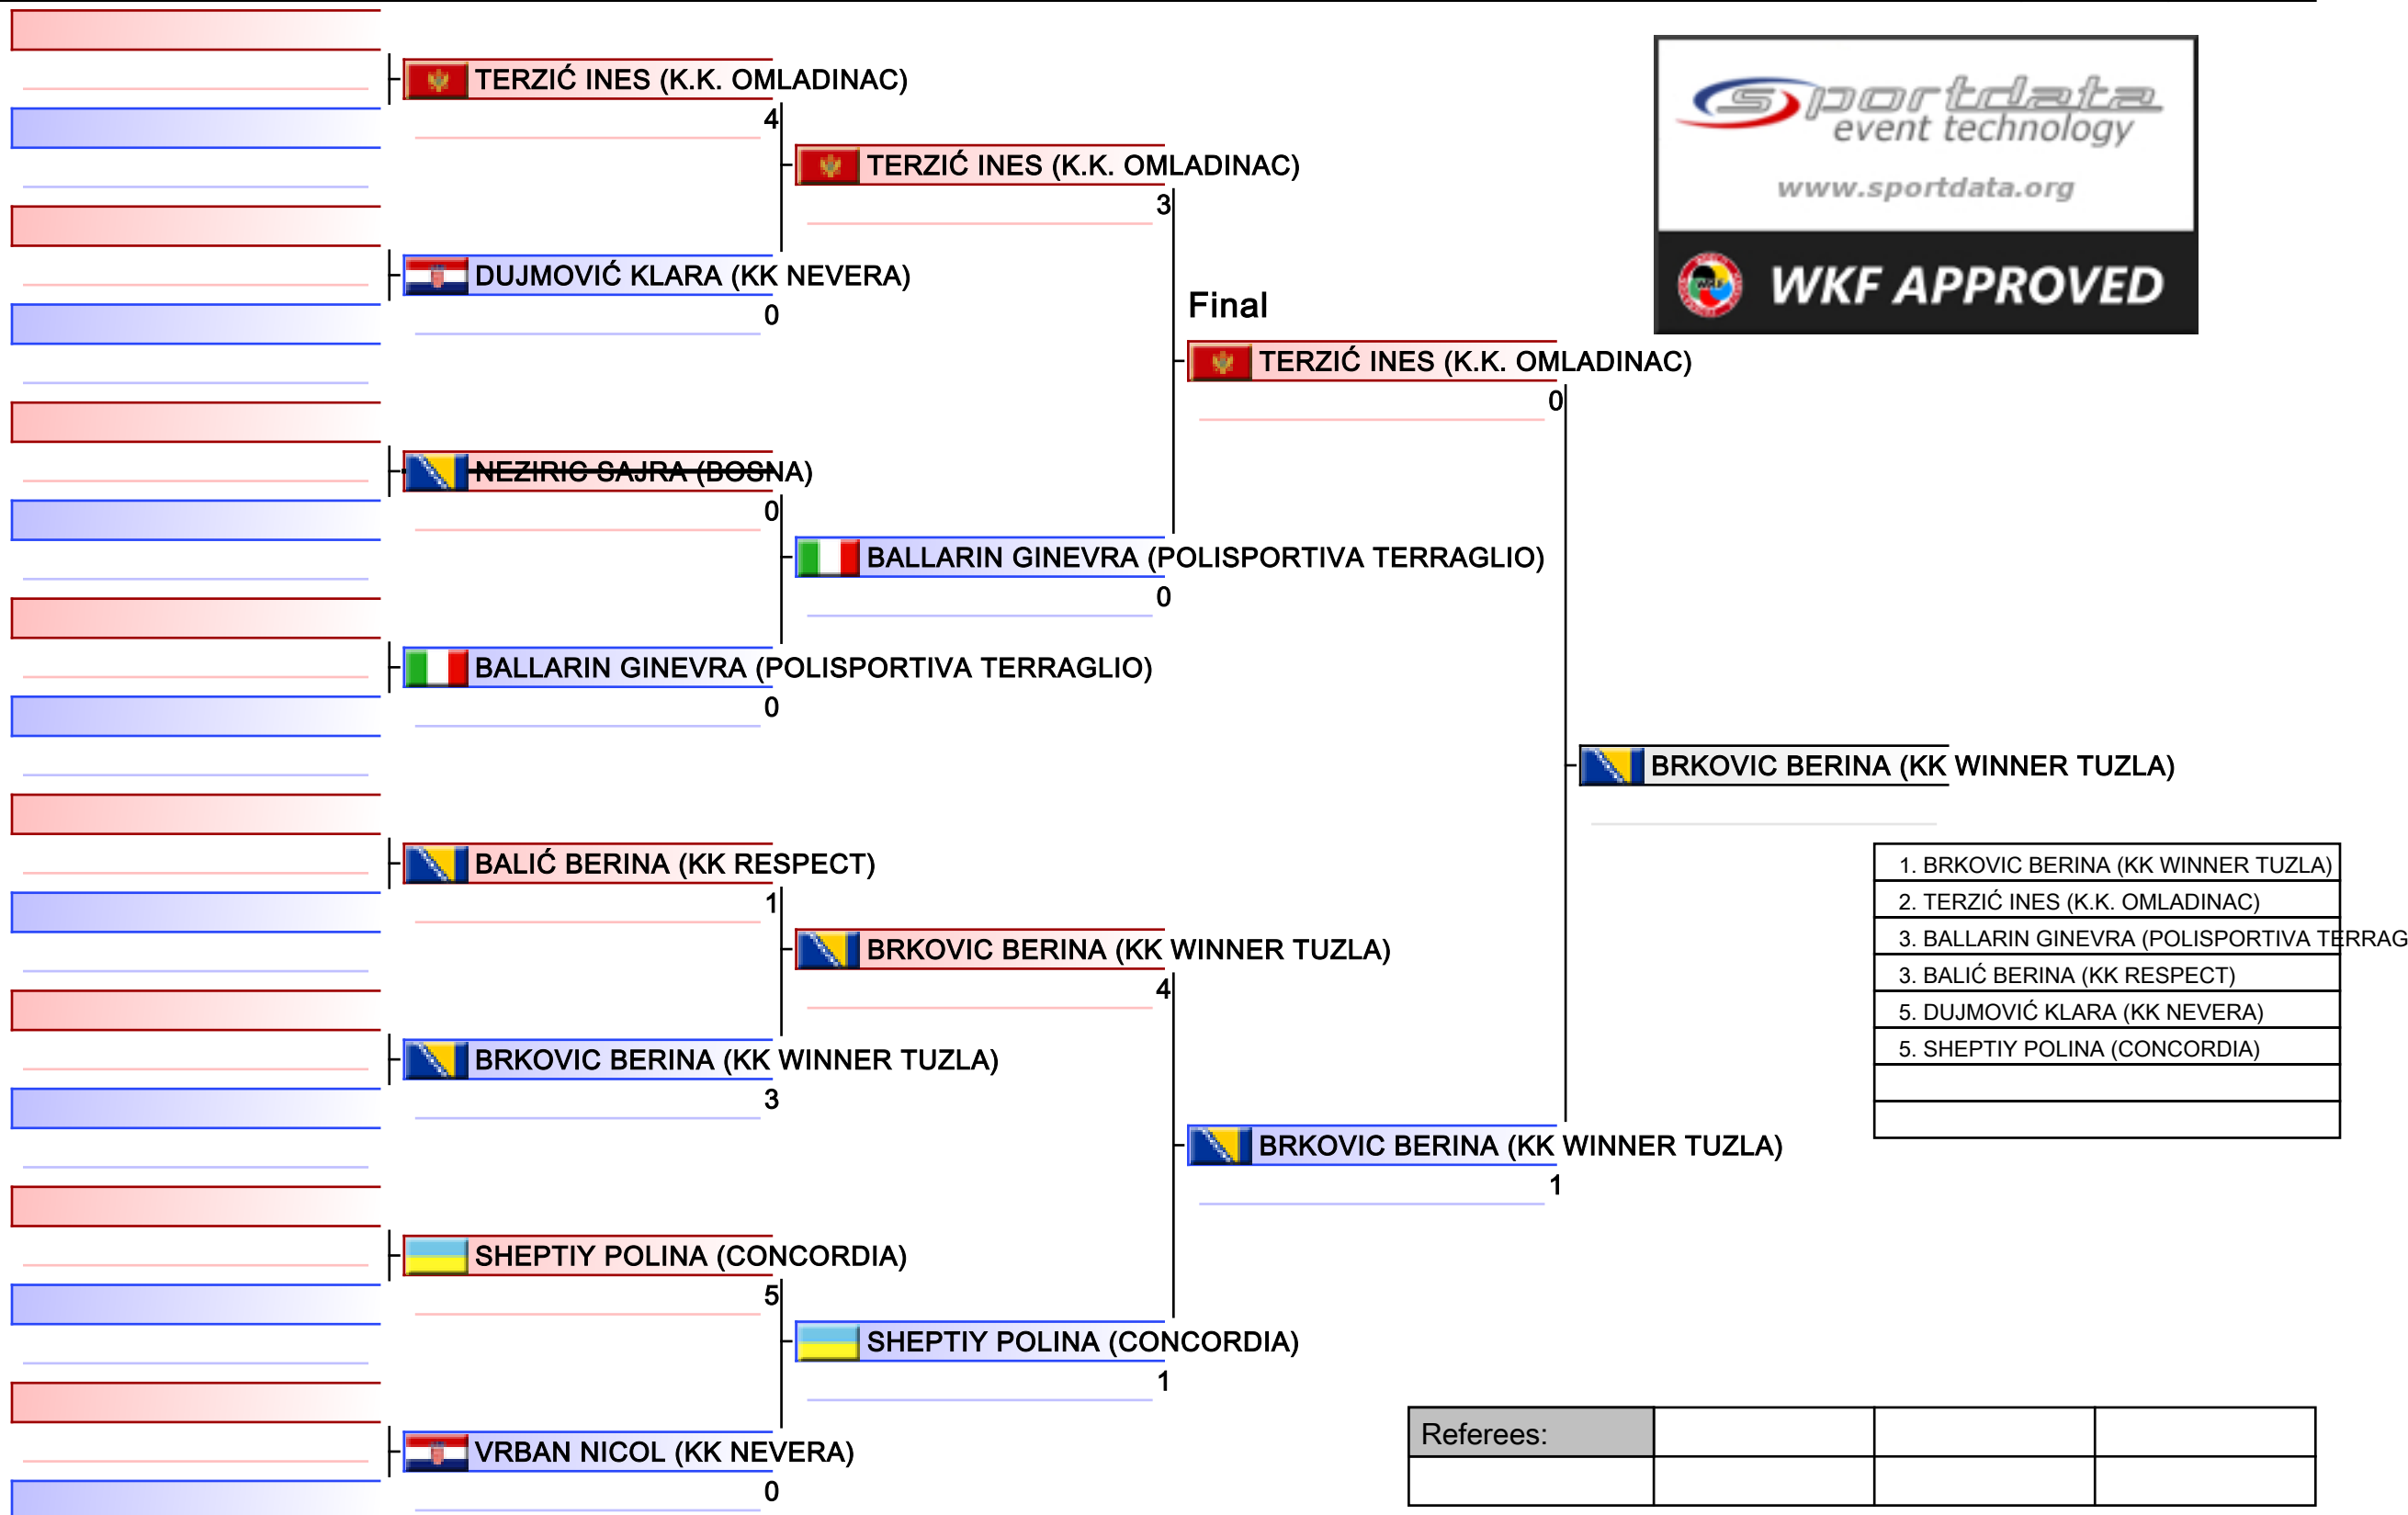 TERZIĆ INES (K.K. OMLADINAC)
4
DUJMOVIĆ KLARA (KK NEVERA)
0
NEZIRIC SAJRA (BOSNA)
0
BALLARIN GINEVRA (POLISPORTIVA TERRAGLIO)
0
BALIĆ BERINA (KK RESPECT)
1
BRKOVIC BERINA (KK WINNER TUZLA)
3
SHEPTIY POLINA (CONCORDIA)
5
VRBAN NICOL (KK NEVERA)
0
TERZIĆ INES (K.K. OMLADINAC)
3
BALLARIN GINEVRA (POLISPORTIVA TERRAGLIO)
0
BRKOVIC BERINA (KK WINNER TUZLA)
4
SHEPTIY POLINA (CONCORDIA)
1
Final
TERZIĆ INES (K.K. OMLADINAC)
0
BRKOVIC BERINA (KK WINNER TUZLA)
1
BRKOVIC BERINA (KK WINNER TUZLA)
sportdata
event technology
www.sportdata.org
WKF APPROVED
1. BRKOVIC BERINA (KK WINNER TUZLA)
2. TERZIĆ INES (K.K. OMLADINAC)
3. BALLARIN GINEVRA (POLISPORTIVA TERRAG
3. BALIĆ BERINA (KK RESPECT)
5. DUJMOVIĆ KLARA (KK NEVERA)
5. SHEPTIY POLINA (CONCORDIA)
Referees: